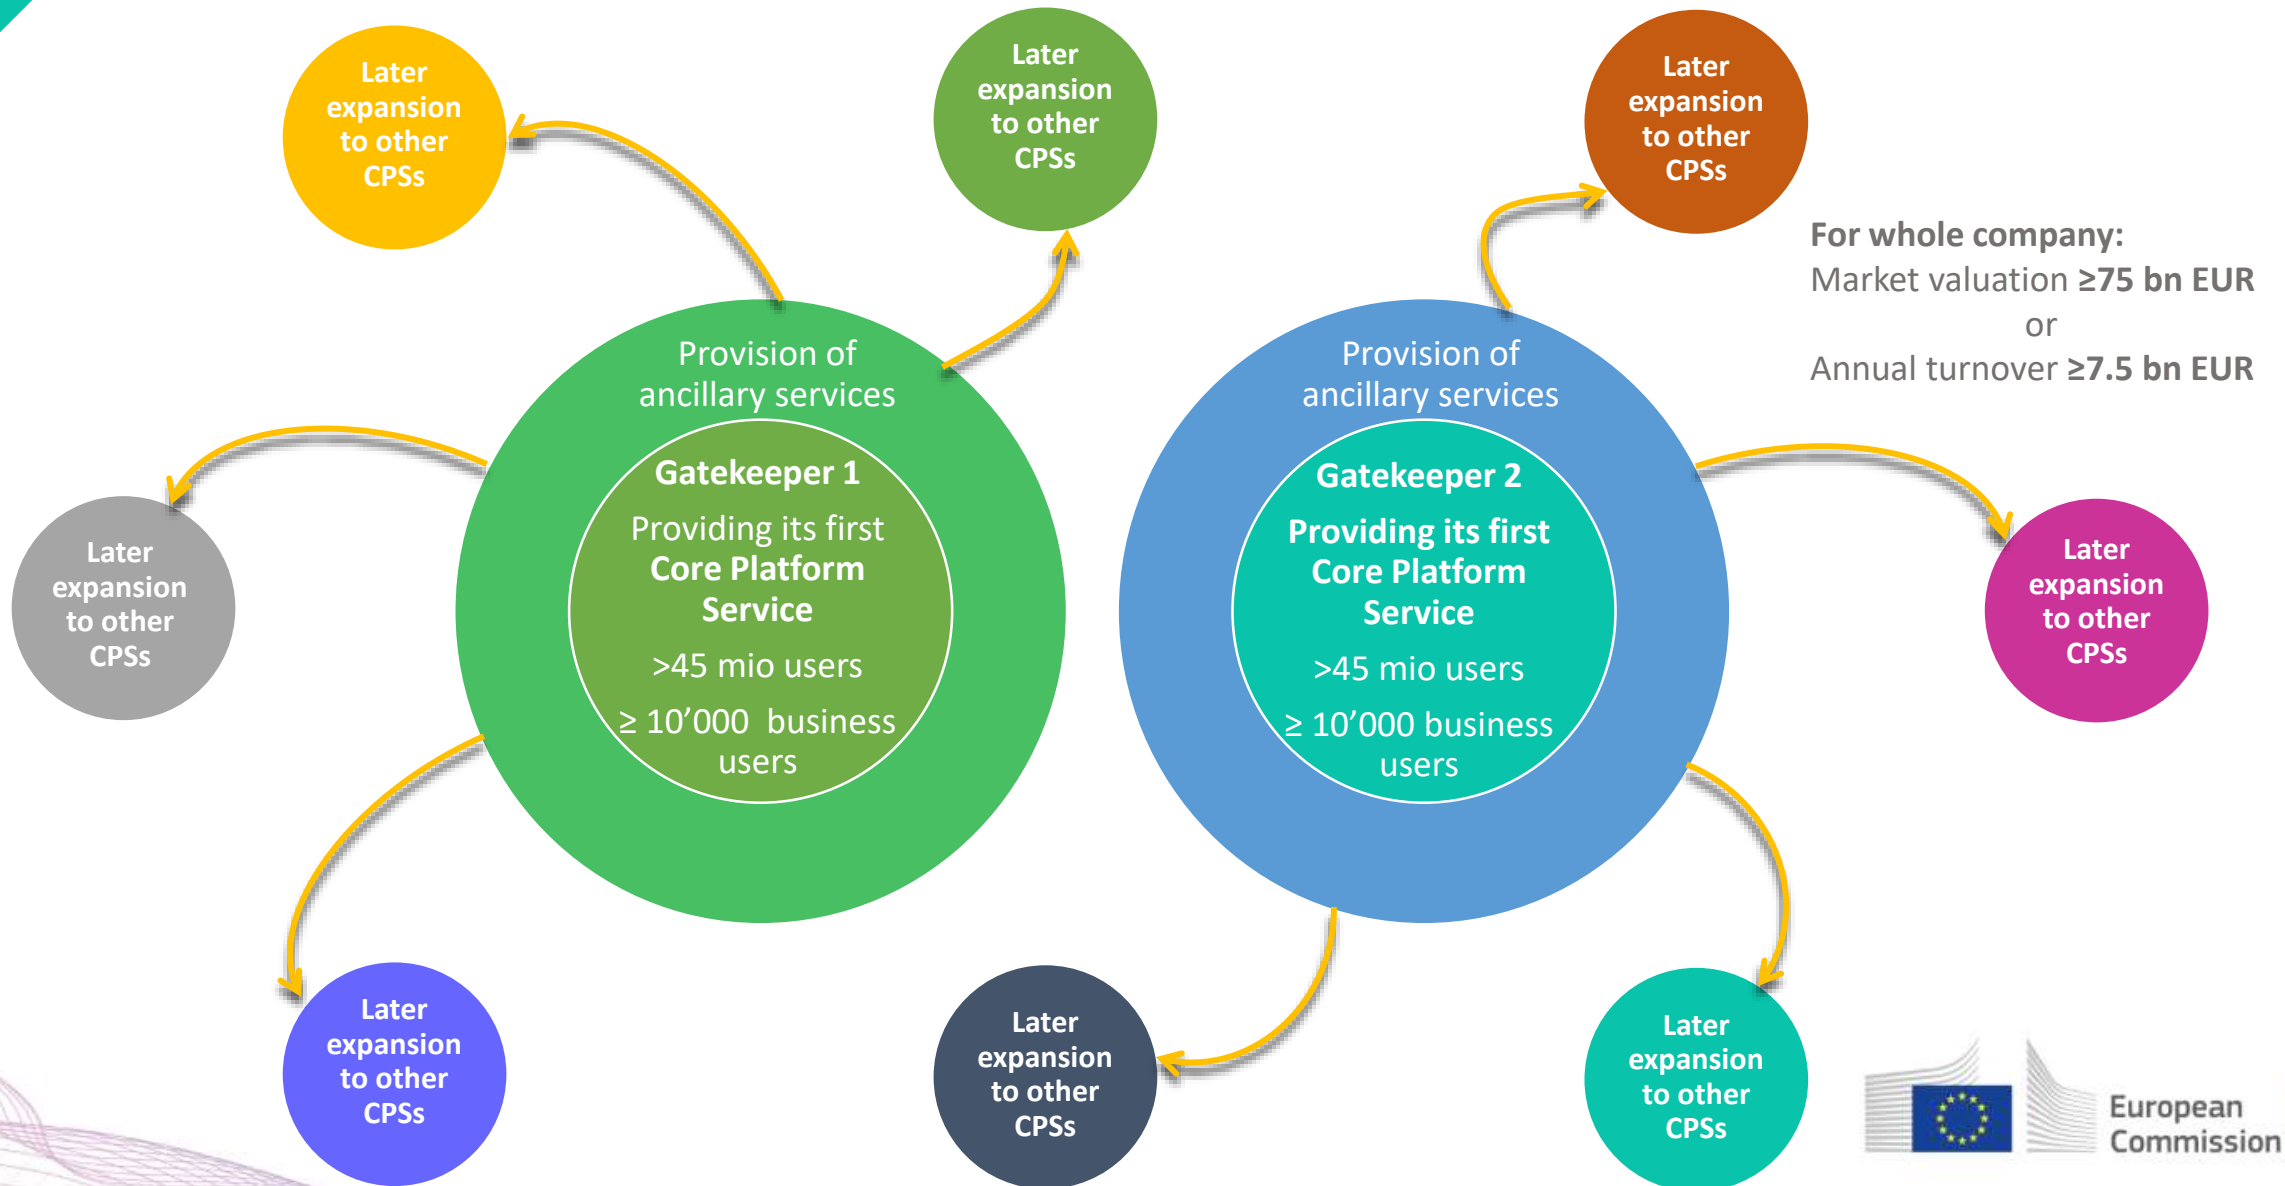 Later
expansion
to other
CPSs
Later
expansion
to other
CPSs
Later
expansion
to other
CPSs
For whole company:
Market valuation ≥75 bn EUR
or
Annual turnover ≥7.5 bn EUR
Provision of
ancillary services
Gatekeeper 1
Providing its first
Core Platform
Service
>45 mio users
≥ 10’000  business
users
Provision of
ancillary services
Gatekeeper 2
Providing its first
Core Platform
Service
>45 mio users
≥ 10’000 business
users
Later
expansion
to other
CPSs
Later
expansion
to other
CPSs
Later
expansion
to other
CPSs
Later
expansion
to other
CPSs
Later
expansion
to other
CPSs
European
Commission